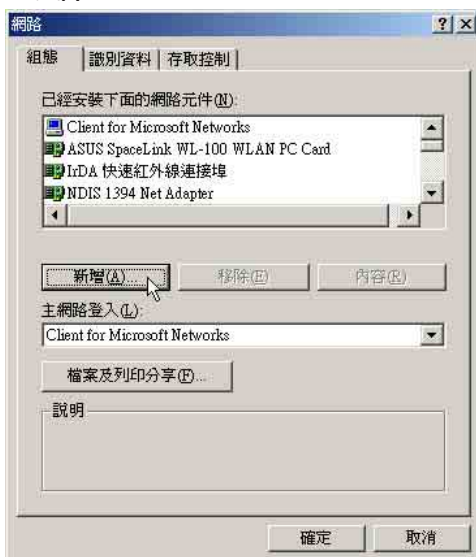 網路
組態 識別資料 存取控制
已經安裝下面的網路元件(N):
Client for Microsoft Networks
ASUS SpaceLink WL-100 WLAN PC Card
IrDA 快速紅外線連接埠
NDIS 1394 Net Adapter
新增(A)... 移除(E) 內容(R)
主網路登入(L):
Client for Microsoft Networks
檔案及列印分享(F)...
說明
確定 取消